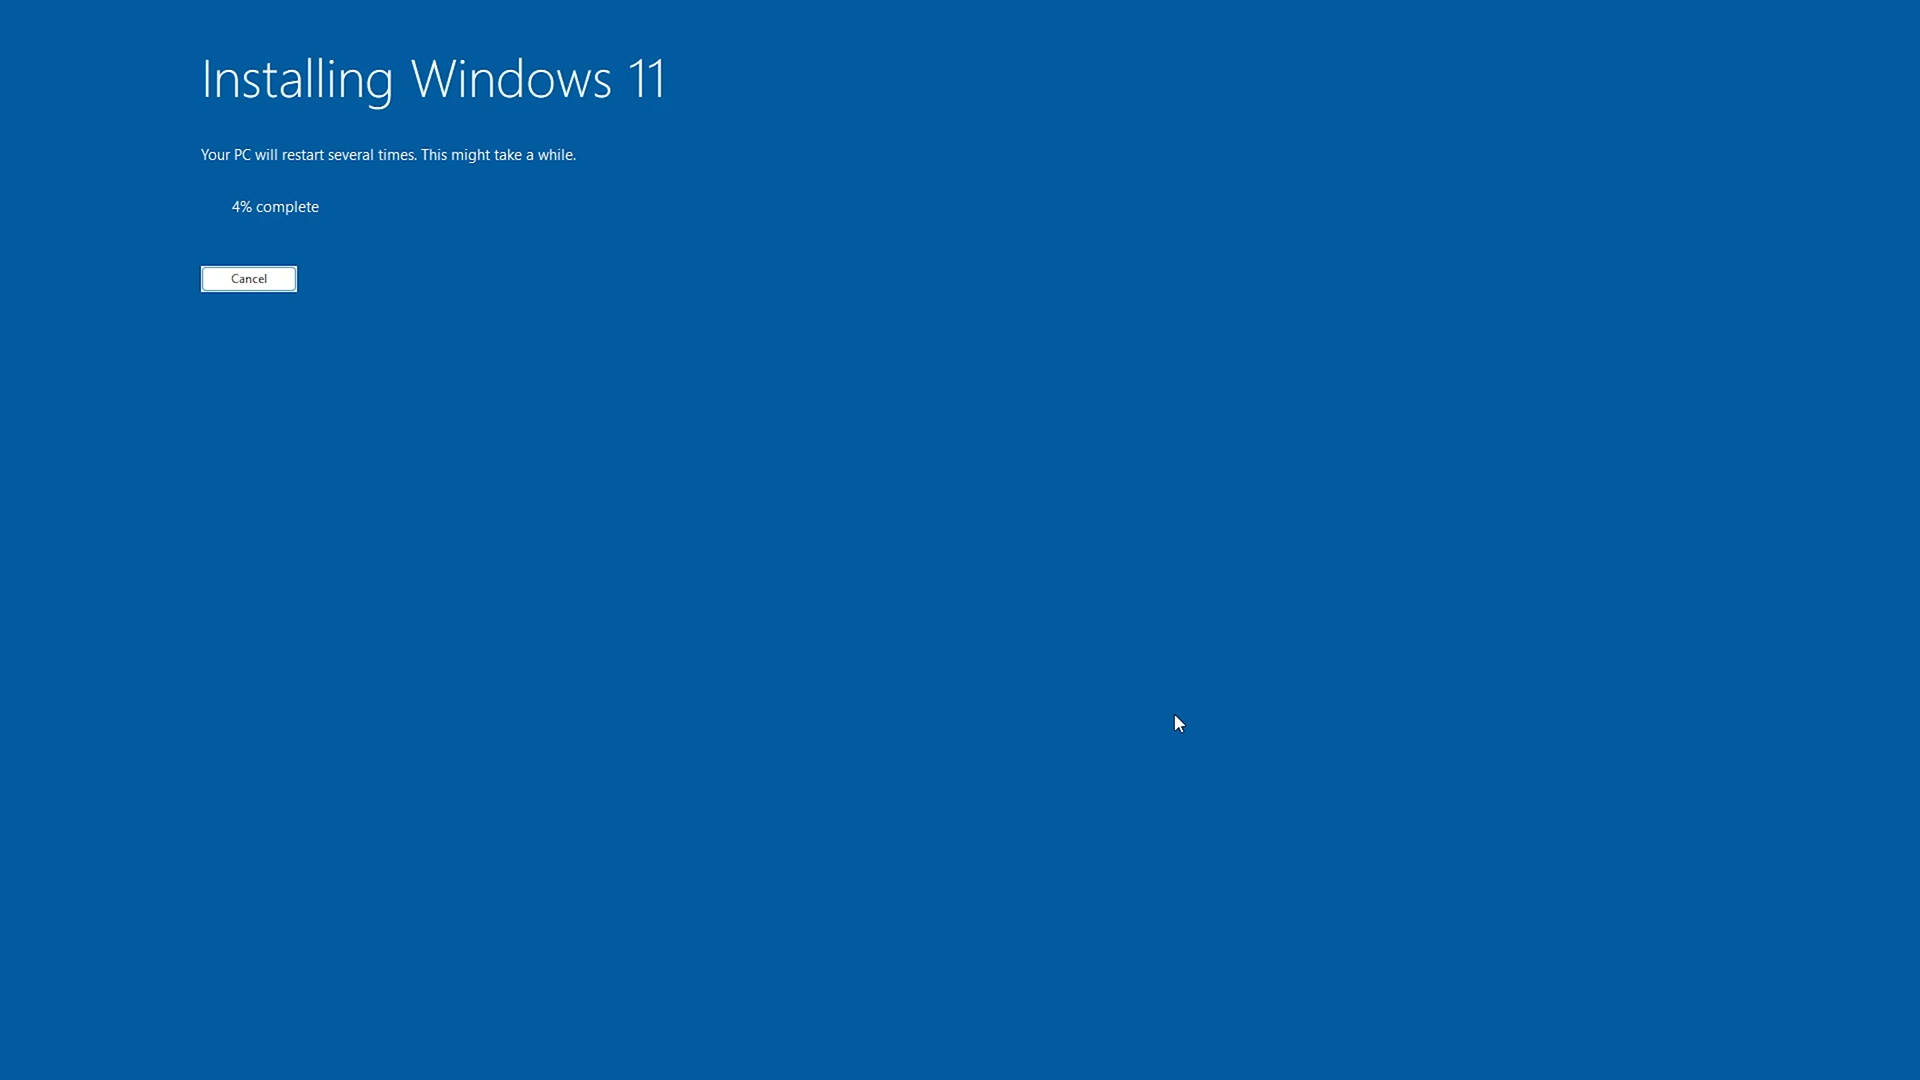 Installing Windows 11
Your PC will restart several times. This might take a while.
4% complete
Cancel